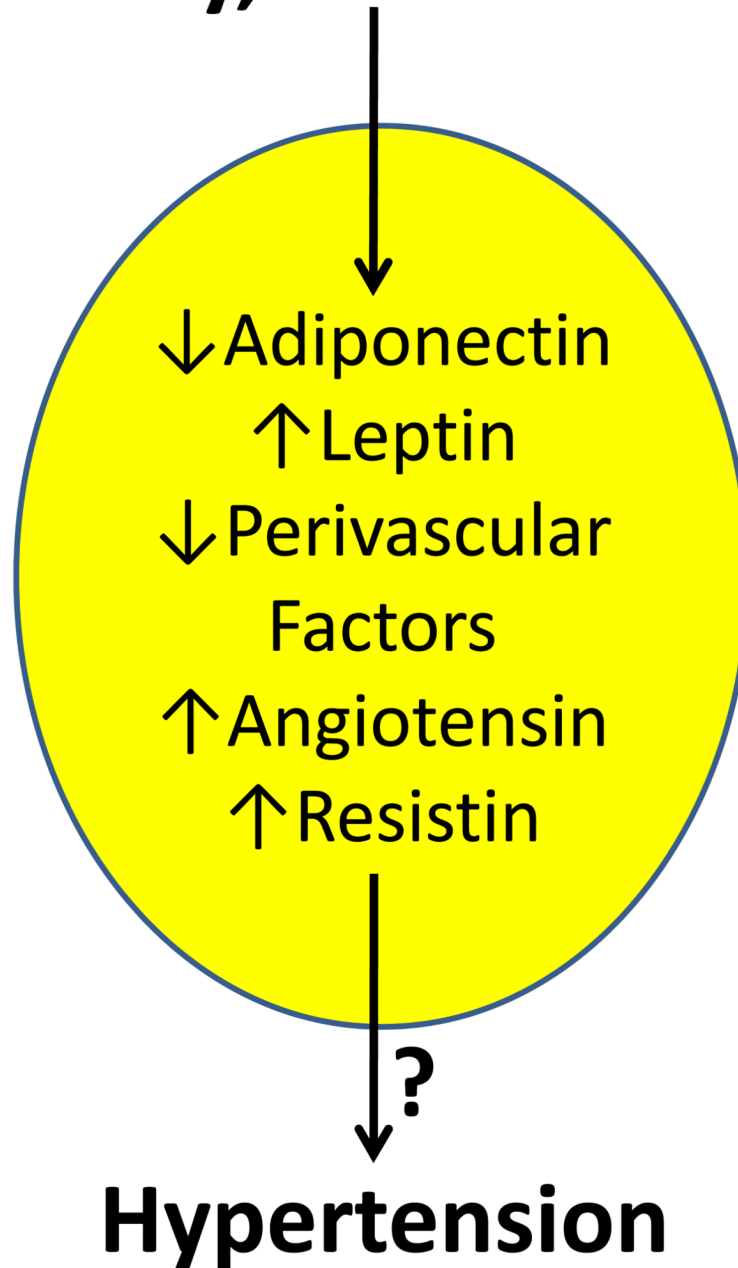 ↓Adiponectin
↑Leptin
↓Perivascular
Factors
↑Angiotensin
↑Resistin
?
Hypertension